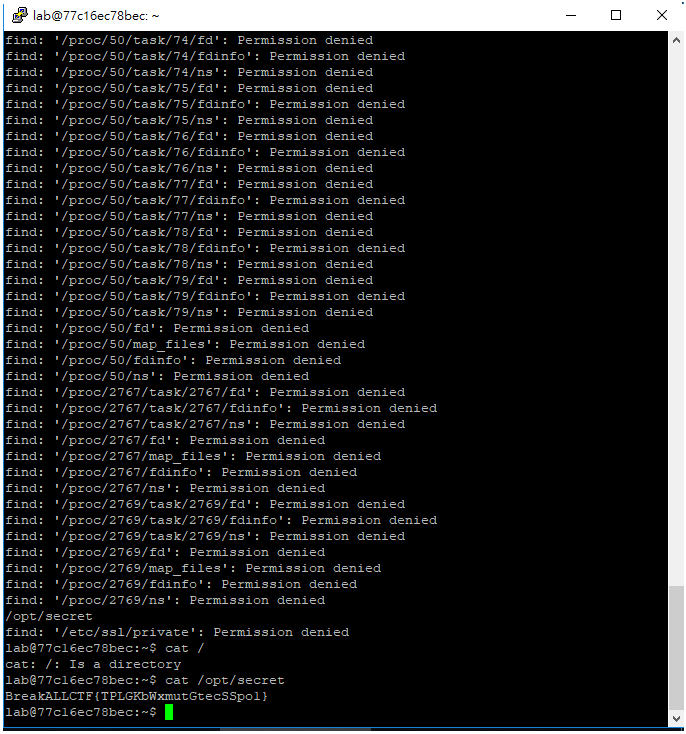 lab@77c16ec78bec: ~
find: '/proc/50/task/74/fd': Permission denied
find: '/proc/50/task/74/fdinfo': Permission denied
find: '/proc/50/task/74/ns': Permission denied
find: '/proc/50/task/75/fd': Permission denied
find: '/proc/50/task/75/fdinfo': Permission denied
find: '/proc/50/task/75/ns': Permission denied
find: '/proc/50/task/76/fd': Permission denied
find: '/proc/50/task/76/fdinfo': Permission denied
find: '/proc/50/task/76/ns': Permission denied
find: '/proc/50/task/77/fd': Permission denied
find: '/proc/50/task/77/fdinfo': Permission denied
find: '/proc/50/task/77/ns': Permission denied
find: '/proc/50/task/78/fd': Permission denied
find: '/proc/50/task/78/fdinfo': Permission denied
find: '/proc/50/task/78/ns': Permission denied
find: '/proc/50/task/79/fd': Permission denied
find: '/proc/50/task/79/fdinfo': Permission denied
find: '/proc/50/task/79/ns': Permission denied
find: '/proc/50/fd': Permission denied
find: '/proc/50/map_files': Permission denied
find: '/proc/50/fdinfo': Permission denied
find: '/proc/50/ns': Permission denied
find: '/proc/2767/task/2767/fd': Permission denied
find: '/proc/2767/task/2767/fdinfo': Permission denied
find: '/proc/2767/task/2767/ns': Permission denied
find: '/proc/2767/fd': Permission denied
find: '/proc/2767/map_files': Permission denied
find: '/proc/2767/fdinfo': Permission denied
find: '/proc/2767/ns': Permission denied
find: '/proc/2769/task/2769/fd': Permission denied
find: '/proc/2769/task/2769/fdinfo': Permission denied
find: '/proc/2769/task/2769/ns': Permission denied
find: '/proc/2769/fd': Permission denied
find: '/proc/2769/map_files': Permission denied
find: '/proc/2769/fdinfo': Permission denied
find: '/proc/2769/ns': Permission denied
/opt/secret
find: '/etc/ssl/private': Permission denied
lab@77c16ec78bec:~$ cat /
cat: /: Is a directory
lab@77c16ec78bec:~$ cat /opt/secret
BreakALLCTF{TPLGKbWxmutGtecSSpo1}
lab@77c16ec78bec:~$